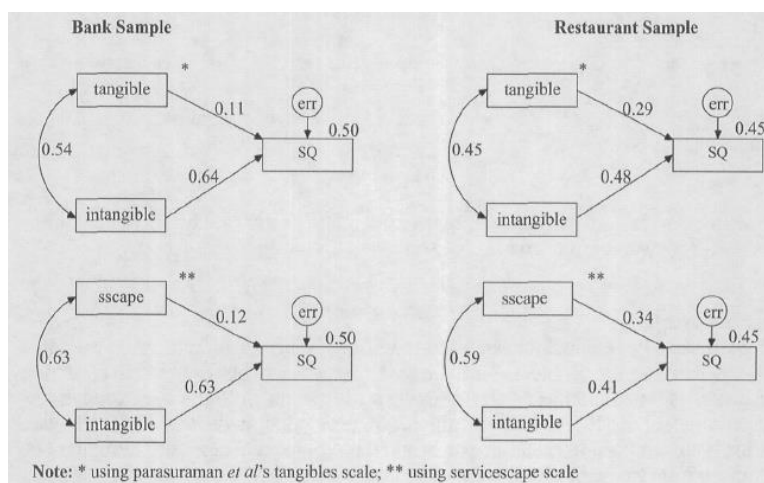 Bank Sample
Restaurant Sample
*
tangible
err
0.11
0.50
SQ
0.54
0.64
intangible
*
tangible
err
0.29
0.45
SQ
0.45
0.48
intangible
**
sscape
err
0.12
0.50
SQ
0.63
0.63
intangible
**
sscape
err
0.34
0.45
SQ
0.59
0.41
intangible
Note: * using parasuraman et al's tangibles scale; ** using servicescape scale